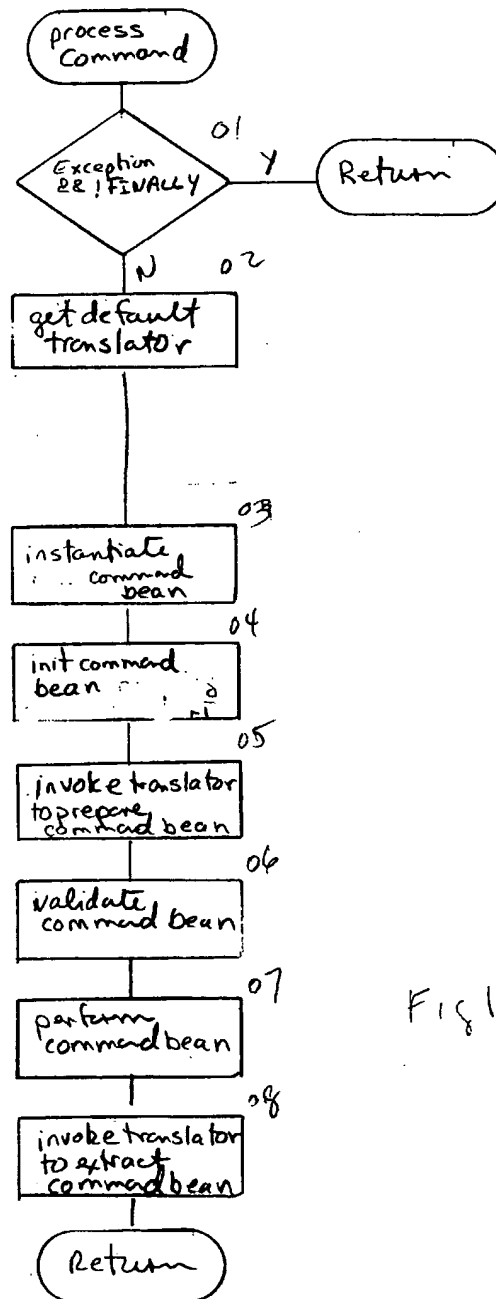 process
Command
01
Exception
&& !FINALLY
Y
Return
N
02
get default
translator
03
instantiate
command
bean
04
init command
bean
05
invoke translator
to prepare
command bean
06
validate
command bean
07
perform
command bean
Fig 1
08
invoke translator
to extract
command bean
Return